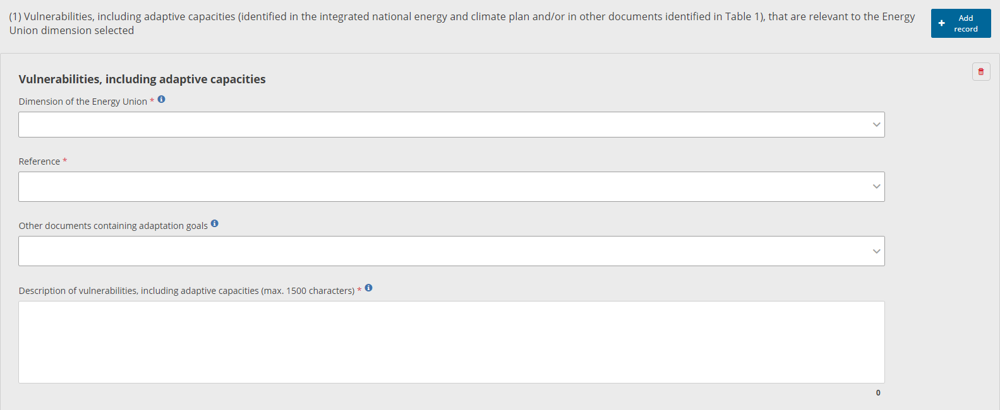 (1) Vulnerabilities, including adaptive capacities (identified in the integrated national energy and climate plan and/or in other documents identified in Table 1), that are relevant to the Energy
Union dimension selected
+ Add
record
Vulnerabilities, including adaptive capacities
Dimension of the Energy Union *
Reference *
Other documents containing adaptation goals
Description of vulnerabilities, including adaptive capacities (max. 1500 characters) *
0